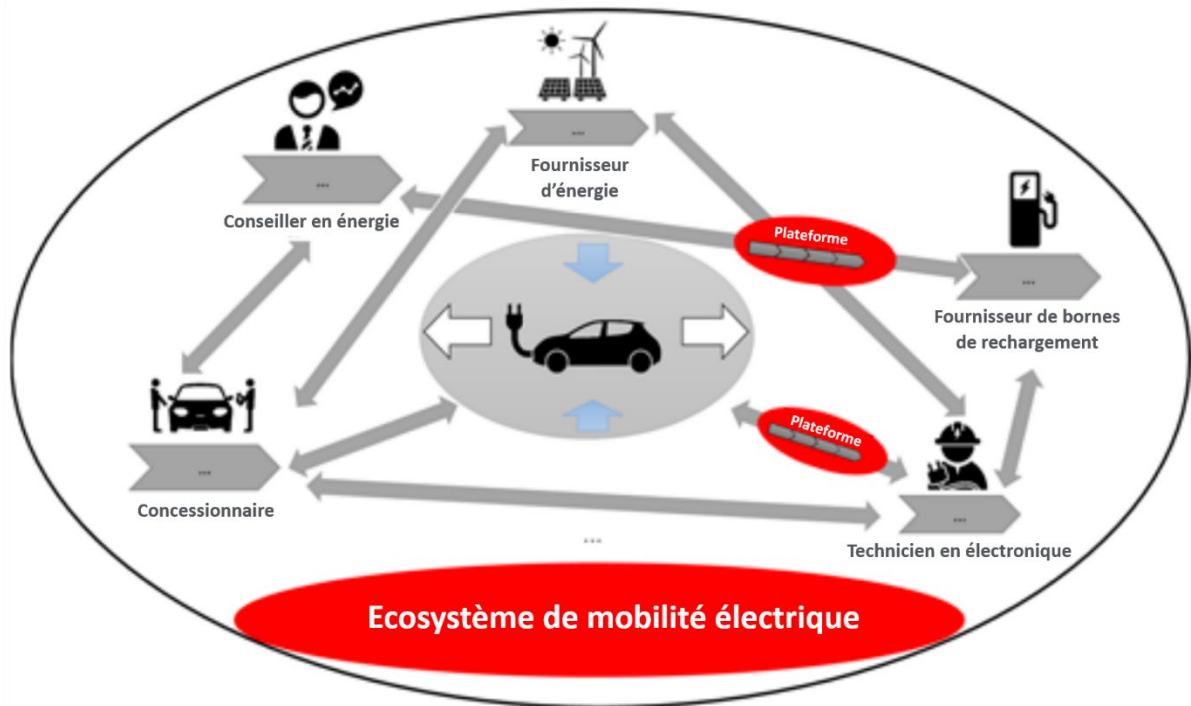 ...
Fournisseur
d’énergie
...
Conseiller en énergie
Plateforme
...
Fournisseur de bornes
de rechargement
Plateforme
...
Concessionnaire
...
Technicien en électronique
...
Ecosystème de mobilité électrique